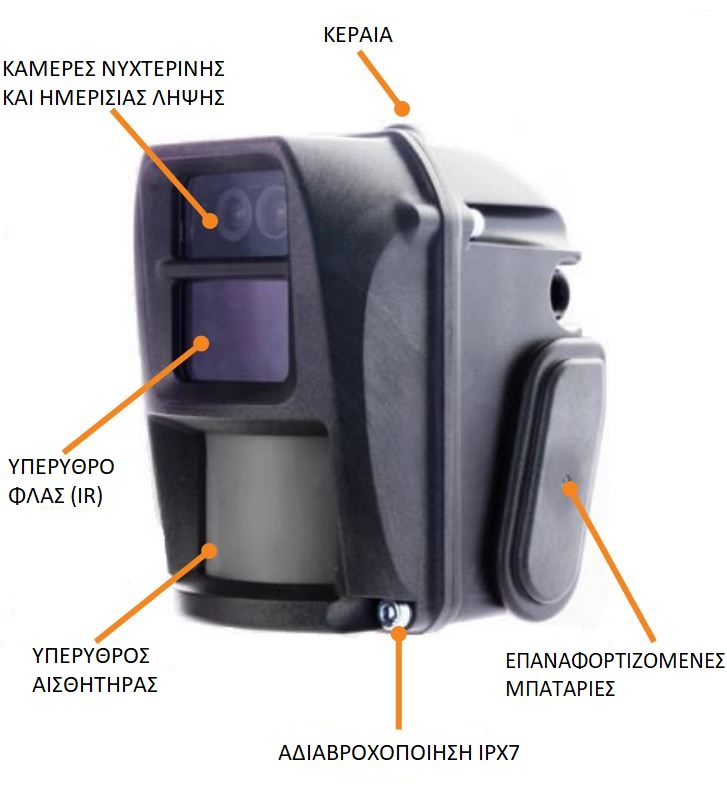 ΚΕΡΑΙΑ
ΚΑΜΕΡΕΣ ΝΥΧΤΕΡΙΝΗΣ
ΚΑΙ ΗΜΕΡΙΣΙΑΣ ΛΗΨΗΣ
ΥΠΕΡΥΘΡΟ
ΦΛΑΣ (IR)
ΥΠΕΡΥΘΡΟΣ
ΑΙΣΘΗΤΗΡΑΣ
ΕΠΑΝΑΦΟΡΤΙΖΟΜΕΝΕΣ
ΜΠΑΤΑΡΙΕΣ
ΑΔΙΑΒΡΟΧΟΠΟΙΗΣΗ IPX7